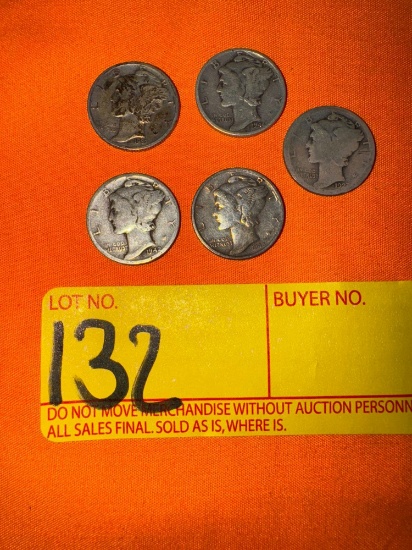 LOT NO.
BUYER NO.
132
DO NOT MOVE MERCHANDISE WITHOUT AUCTION PERSONN
ALL SALES FINAL. SOLD AS IS, WHERE IS.